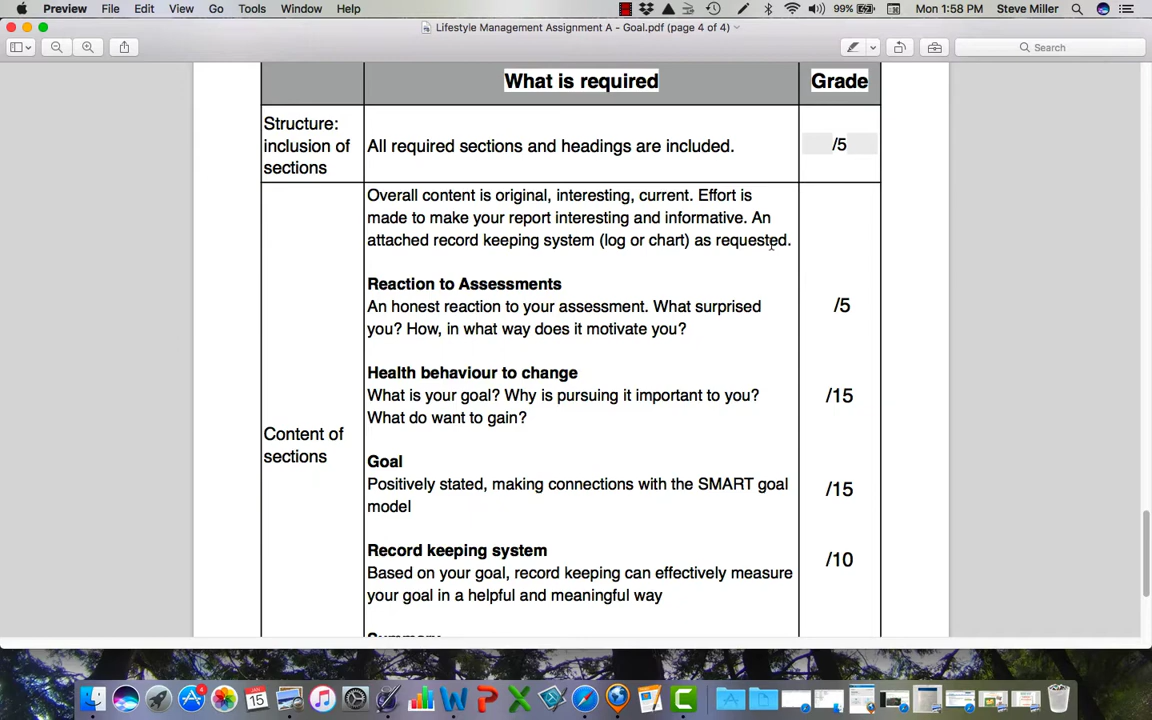 Preview File Edit View Go Tools Window Help 99% Mon 1:58 PM Steve Miller
Lifestyle Management Assignment A - Goal.pdf (page 4 of 4)
Search
What is required Grade
Structure:
inclusion of
sections
All required sections and headings are included.
/5
Overall content is original, interesting, current. Effort is
made to make your report interesting and informative. An
attached record keeping system (log or chart) as requested.
Reaction to Assessments
An honest reaction to your assessment. What surprised
you? How, in what way does it motivate you?
/5
Health behaviour to change
What is your goal? Why is pursuing it important to you?
What do want to gain?
/15
Content of
sections
Goal
Positively stated, making connections with the SMART goal
model
/15
Record keeping system
Based on your goal, record keeping can effectively measure
your goal in a helpful and meaningful way
/10
Summary
4
JAN
15